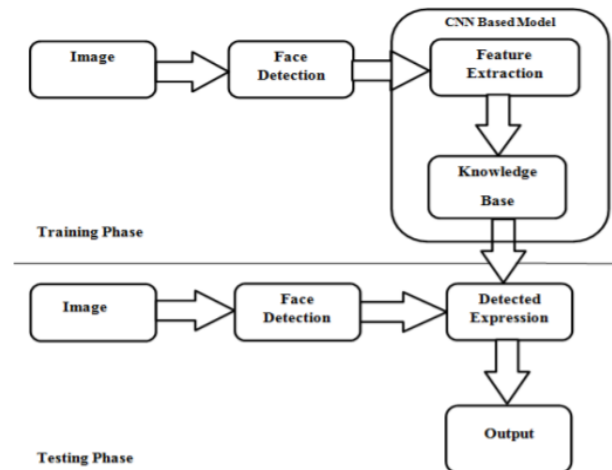 CNN Based Model
Image
Face
Detection
Feature
Extraction
Knowledge
Base
Training Phase
Image
Face
Detection
Detected
Expression
Output
Testing Phase